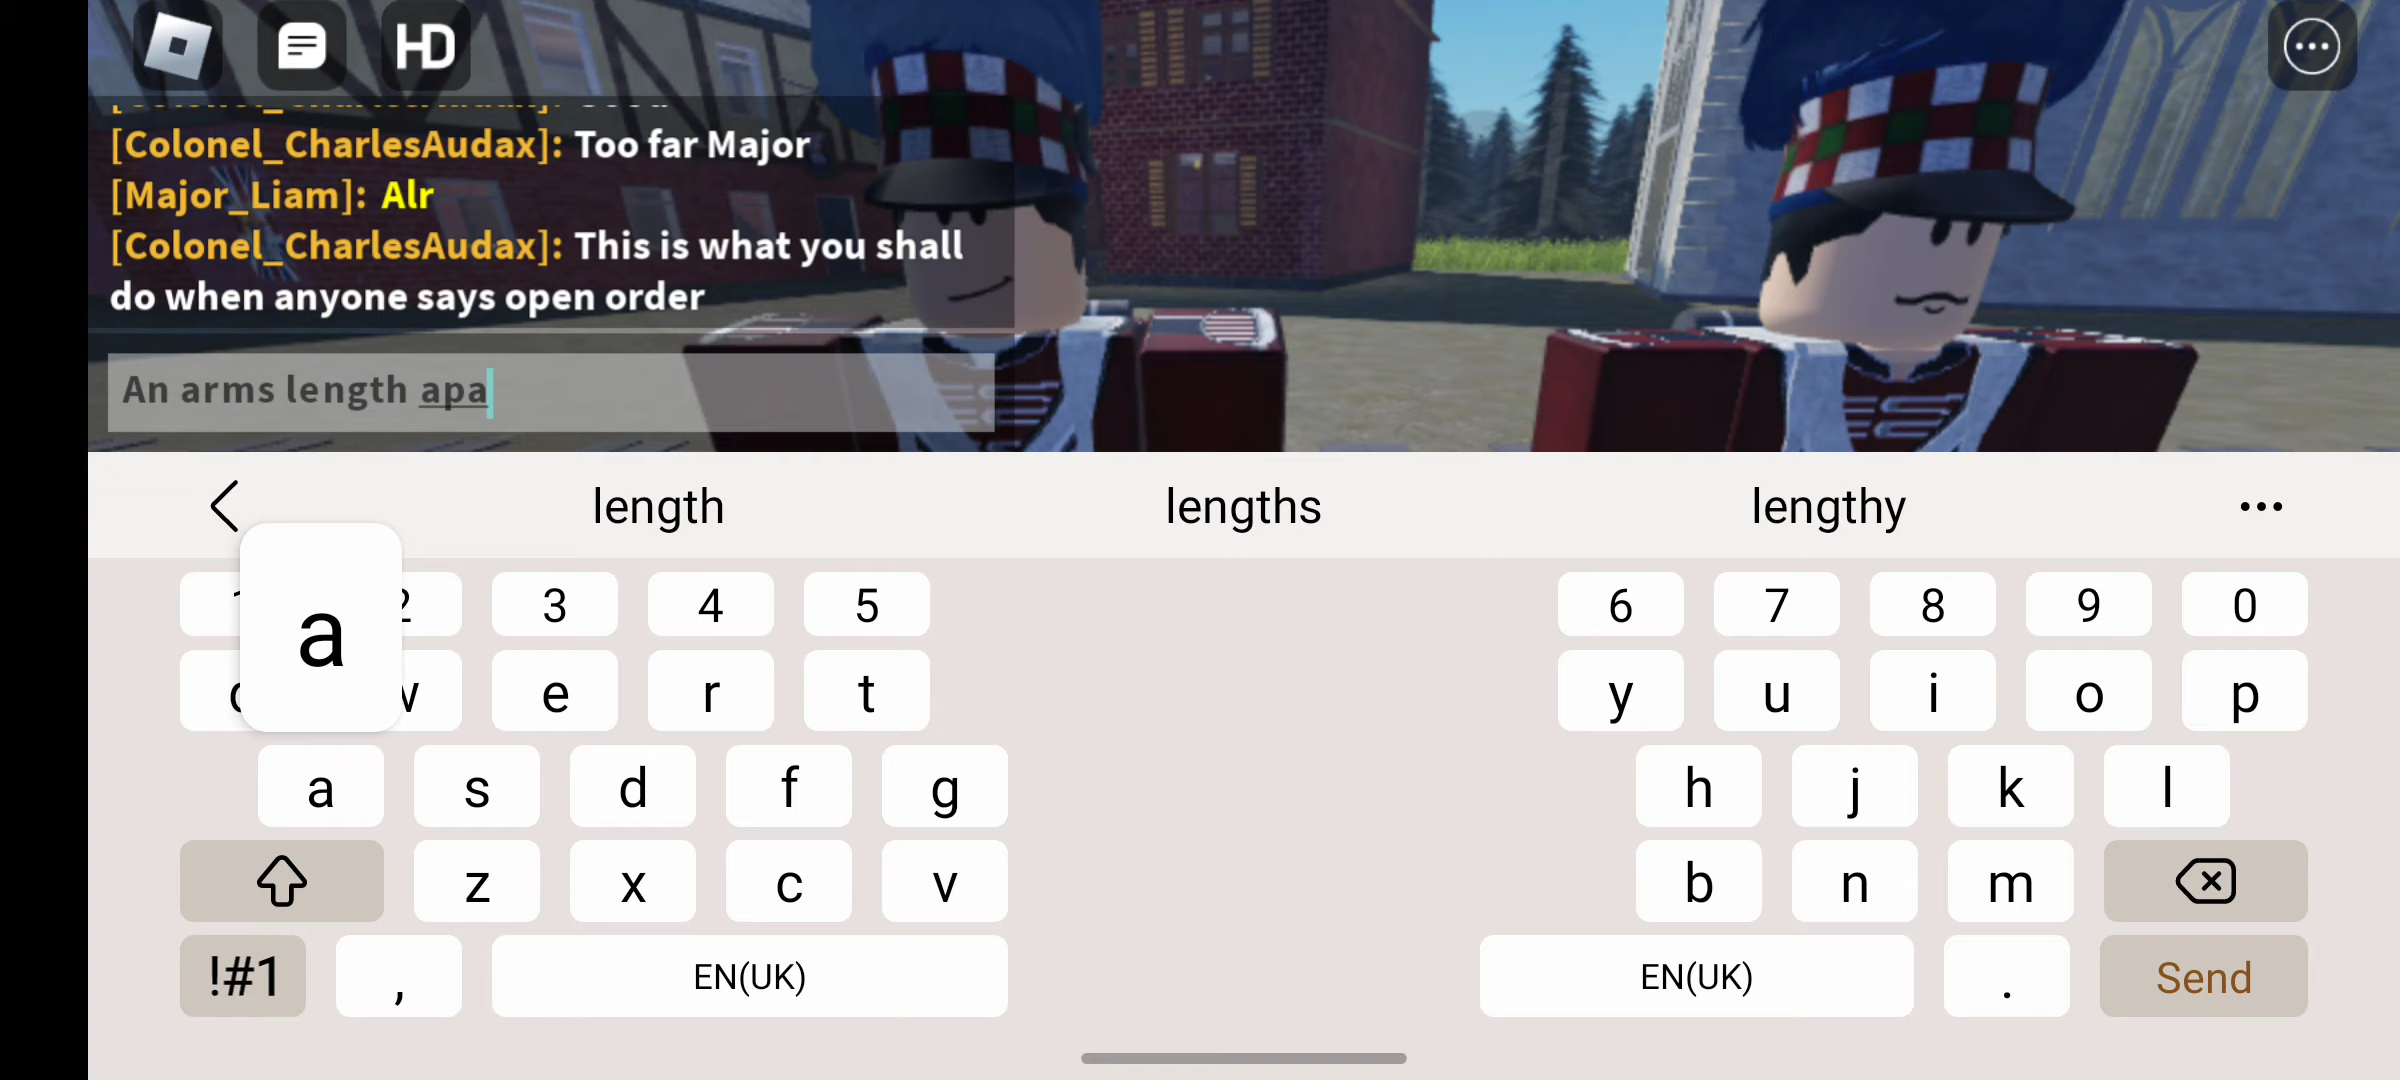 HD
[Colonel_CharlesAudax]: Too far Major
[Major_Liam]: Alr
[Colonel_CharlesAudax]: This is what you shall
do when anyone says open order
An arms length apa
length lengths lengthy
a
2 3 4 5 6 7 8 9 0
w e r t y u i o p
a s d f g h j k l
z x c v b n m
!#1 , EN(UK) EN(UK) . Send